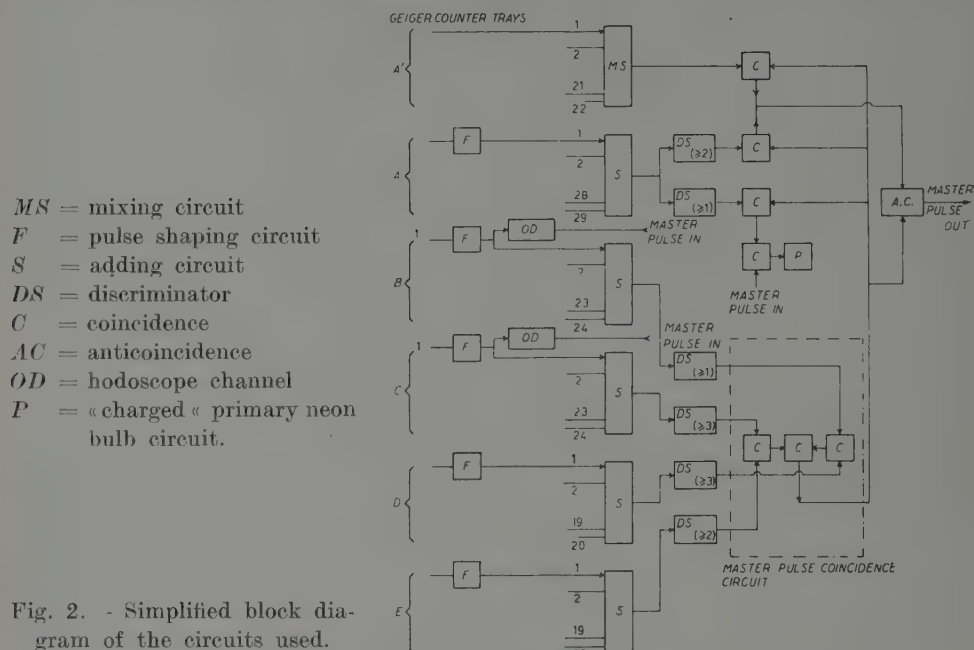 GEIGER COUNTER TRAYS
A'
1
2
21
22
MS
C
A
F
1
2
28
29
S
DS (≥2)
C
DS (≥1)
C
A.C.
MASTER PULSE OUT
C
P
MASTER PULSE IN
B
1
F
OD
MASTER PULSE IN
23
24
S
C
1
F
OD
MASTER PULSE IN
2
23
24
S
DS (≥1)
DS (≥3)
C
C
C
D
F
1
2
19
20
S
DS (≥3)
DS (≥2)
MASTER PULSE COINCIDENCE
CIRCUIT
E
F
1
2
19
S
MS = mixing circuit
F = pulse shaping circuit
S = adding circuit
DS = discriminator
C = coincidence
AC = anticoincidence
OD = hodoscope channel
P = « charged « primary neon
bulb circuit.
Fig. 2. - Simplified block dia-
gram of the circuits used.